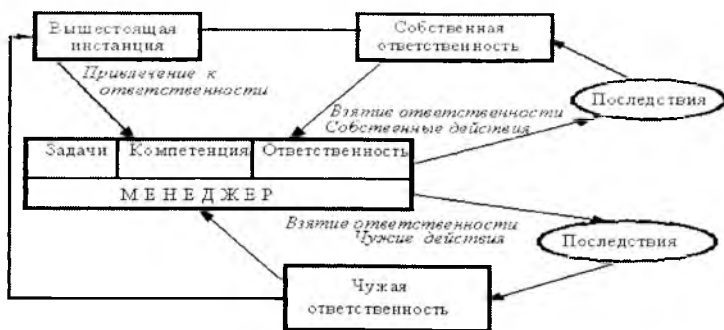 Вышестоящая
инстанция
Собственная
ответственность
Привлечение к
ответственности
Последствия
Взятие ответственности
Собственные действия
Задачи
Компетенция
Ответственность
МЕНЕДЖЕР
Взятие ответственности
Чужие действия
Последствия
Чужая
ответственность